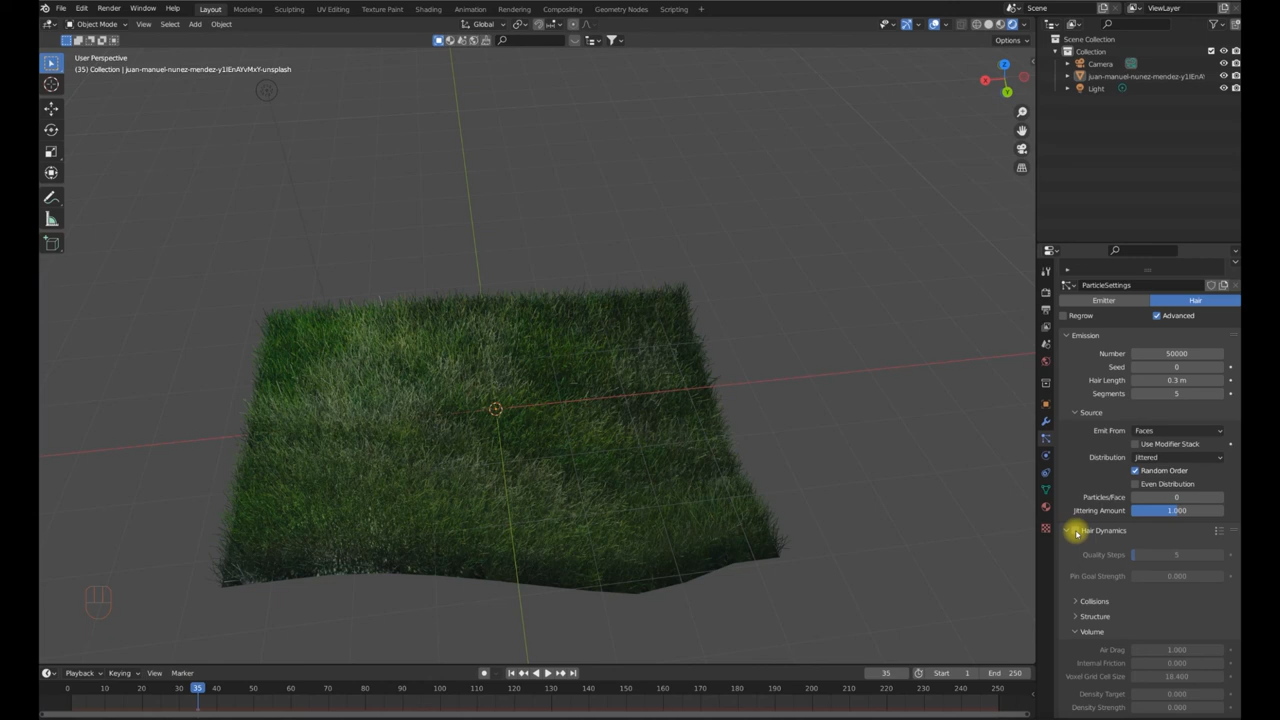 File Edit Render Window Help Layout Modeling Sculpting UV Editing Texture Paint Shading Animation Rendering Compositing Geometry Nodes Scripting + Scene ViewLayer
Object Mode View Select Add Object Global
Options
User Perspective
(35) Collection | juan-manuel-nunez-mendez-y1lEnAYvMxY-unsplash
Z
X
Y
Scene Collection
Collection
Camera
Light
ParticleSettings
Emitter Hair
Regrow Advanced
Emission
Number 50000
Seed 0
Hair Length 0.3 m
Segments 5
Source
Emit From Faces
Use Modifier Stack
Distribution Jittered
Random Order
Even Distribution
Particles/Face 0
Jittering Amount 1.000
Hair Dynamics
Quality Steps 5
Pin Goal Strength 0.000
Collisions
Structure
Volume
Air Drag 1.000
Internal Friction 0.000
Voxel Grid Cell Size 18.400
Density Target 0.000
Density Strength 0.000
Playback Keying View Marker 35 Start 1 End 250
0 10 20 30 35 40 50 60 70 80 90 100 110 120 130 140 150 160 170 180 190 200 210 220 230 240 250